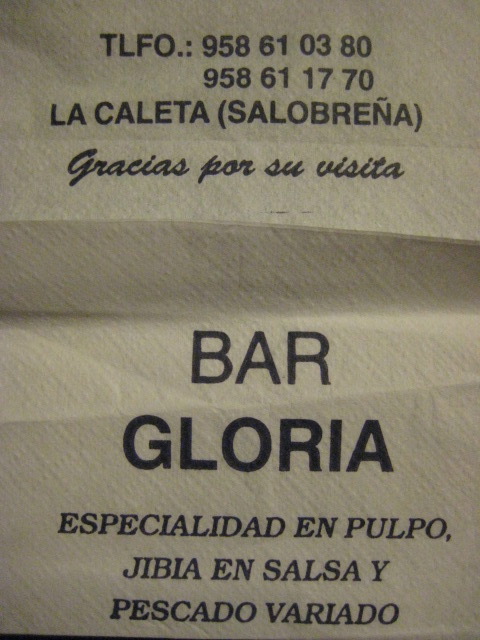 TLFO.: 958 61 03 80
958 61 17 70
LA CALETA (SALOBREÑA)
Gracias por su visita
BAR
GLORIA
ESPECIALIDAD EN PULPO,
JIBIA EN SALSA Y
PESCADO VARIADO